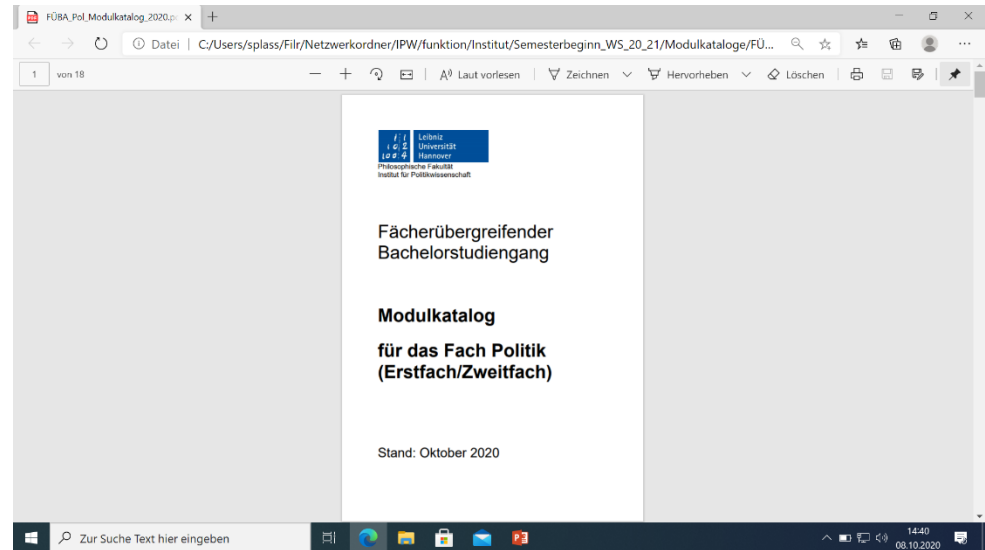 FÜBA_Pol_Modulkatalog_2020.p
Datei | C:/Users/splass/Filr/Netzwerkordner/IPW/funktion/Institut/Semesterbeginn_WS_20_21/Modulkataloge/FÜ...
1 von 18 Laut vorlesen Zeichnen Hervorheben Löschen
Leibniz
Universität
Hannover
Philosophische Fakultät
Institut für Politikwissenschaft
Fächerübergreifender
Bachelorstudiengang
Modulkatalog
für das Fach Politik
(Erstfach/Zweitfach)
Stand: Oktober 2020
Zur Suche Text hier eingeben
14:40
08.10.2020